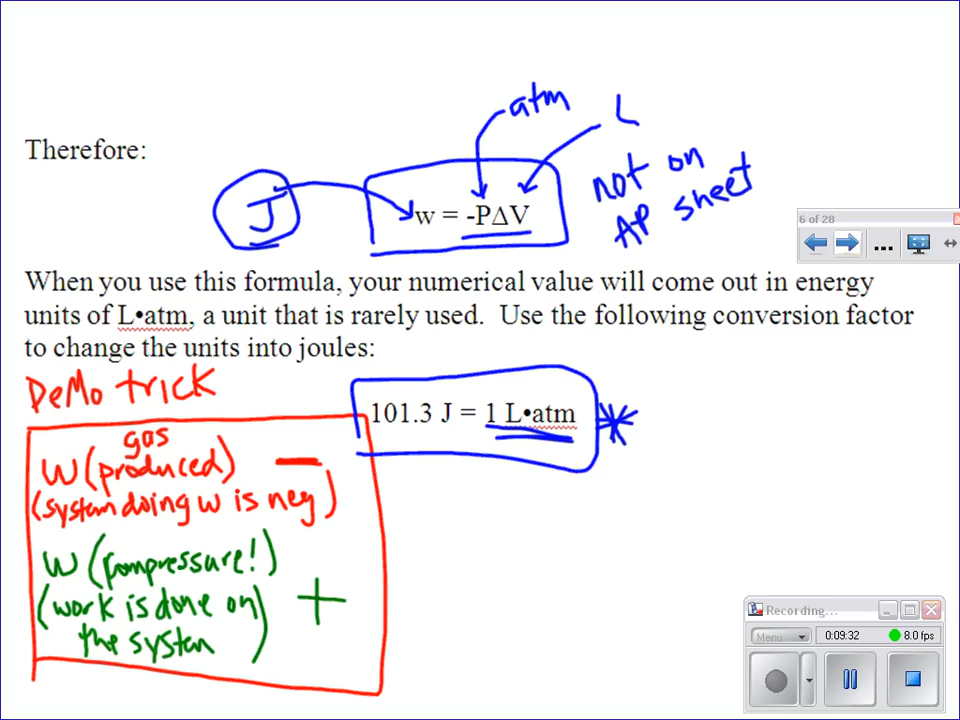 atm L
Therefore:
not on
AP sheet
J w = -P∆V
6 of 28
When you use this formula, your numerical value will come out in energy
units of L•atm, a unit that is rarely used. Use the following conversion factor
to change the units into joules:
DeMo trick
101.3 J = 1 L•atm
gas
W (produced) —
(system doing w is neg)
W (compressure!)
(work is done on) +
the system
Recording...
Menu 0:09:32 8.0 fps